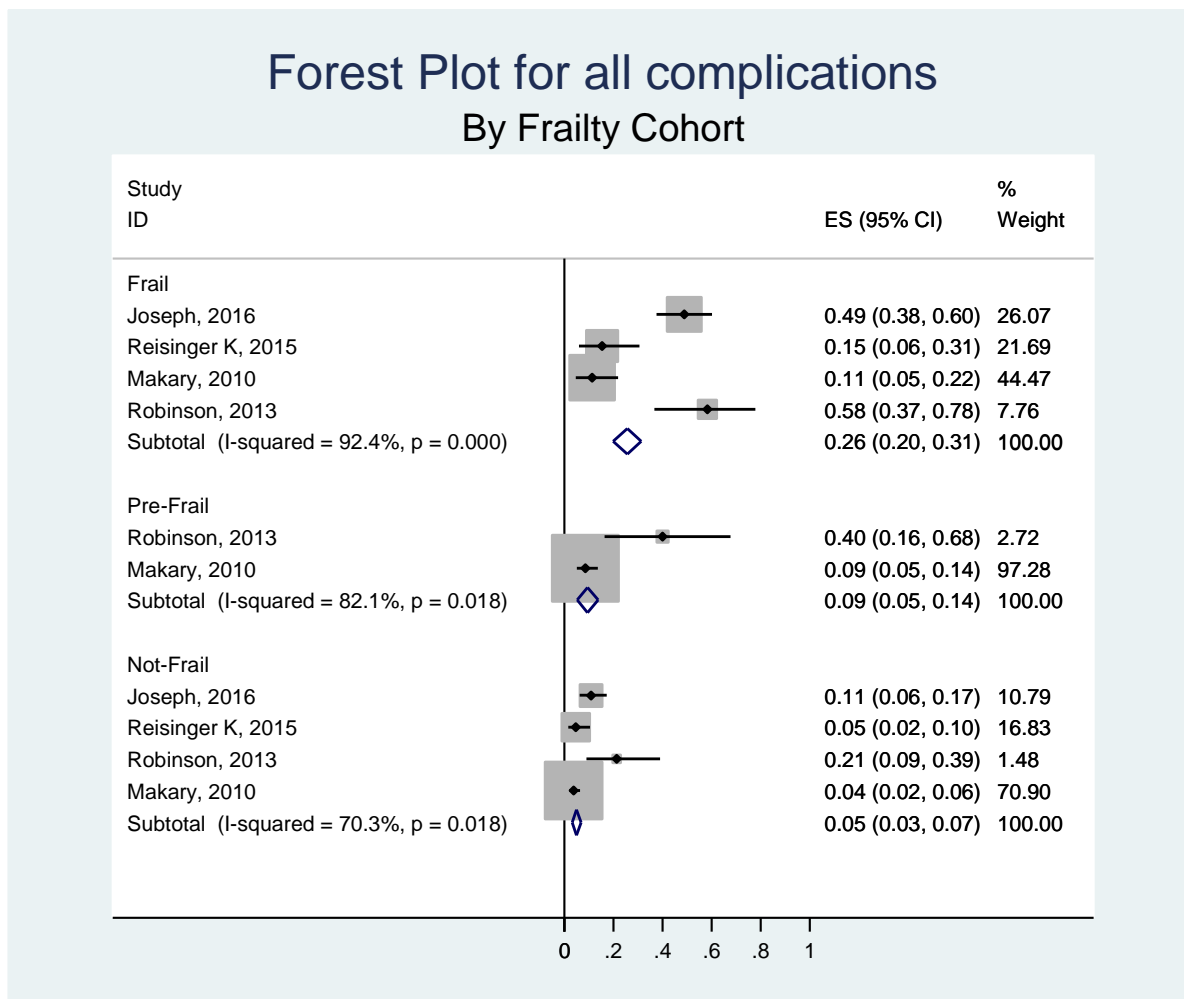 Forest Plot for all complications
By Frailty Cohort
Study %
ID ES (95% CI) Weight
Frail
Joseph, 2016 0.49 (0.38, 0.60) 26.07
Reisinger K, 2015 0.15 (0.06, 0.31) 21.69
Makary, 2010 0.11 (0.05, 0.22) 44.47
Robinson, 2013 0.58 (0.37, 0.78) 7.76
Subtotal (I-squared = 92.4%, p = 0.000) 0.26 (0.20, 0.31) 100.00
Pre-Frail
Robinson, 2013 0.40 (0.16, 0.68) 2.72
Makary, 2010 0.09 (0.05, 0.14) 97.28
Subtotal (I-squared = 82.1%, p = 0.018) 0.09 (0.05, 0.14) 100.00
Not-Frail
Joseph, 2016 0.11 (0.06, 0.17) 10.79
Reisinger K, 2015 0.05 (0.02, 0.10) 16.83
Robinson, 2013 0.21 (0.09, 0.39) 1.48
Makary, 2010 0.04 (0.02, 0.06) 70.90
Subtotal (I-squared = 70.3%, p = 0.018) 0.05 (0.03, 0.07) 100.00
0 .2 .4 .6 .8 1